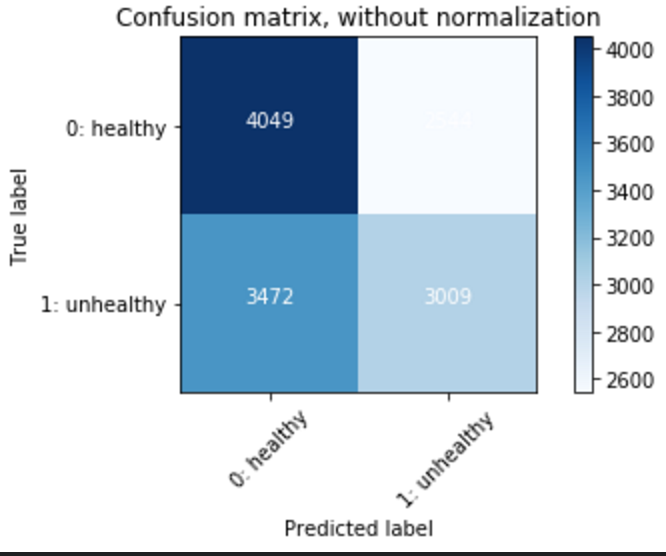 Confusion matrix, without normalization
True label
0: healthy
1: unhealthy
4049 2544
3472 3009
0: healthy
1: unhealthy
Predicted label
4000
3800
3600
3400
3200
3000
2800
2600